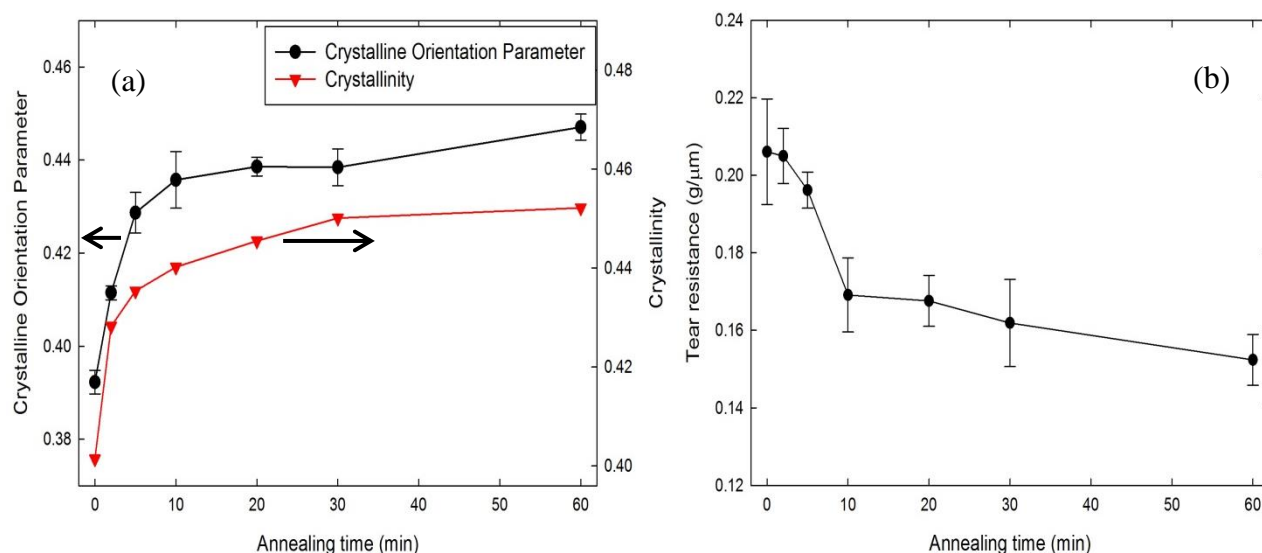 (a)
Crystalline Orientation Parameter
Crystallinity
Crystalline Orientation Parameter
0.46
0.44
0.42
0.40
0.38
Crystallinity
0.48
0.46
0.44
0.42
0.40
0 10 20 30 40 50 60
Annealing time (min)
(b)
Tear resistance (g/μm)
0.24
0.22
0.20
0.18
0.16
0.14
0.12
0 10 20 30 40 50 60
Annealing time (min)